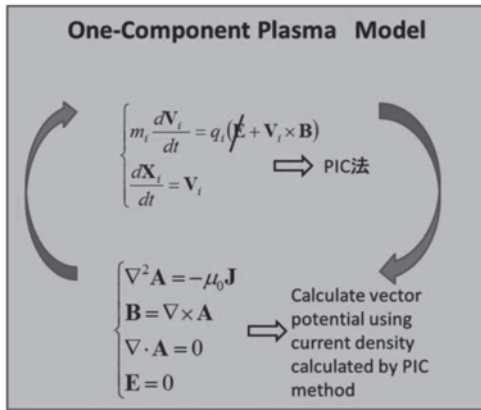 One-Component Plasma Model
m_i dV_i/dt = q_i(E̸ + V_i × B)
dX_i/dt = V_i
⇒ PIC法
∇²A = −μ₀J
B = ∇×A
∇·A = 0
E = 0
⇒ Calculate vector
potential using
current density
calculated by PIC
method